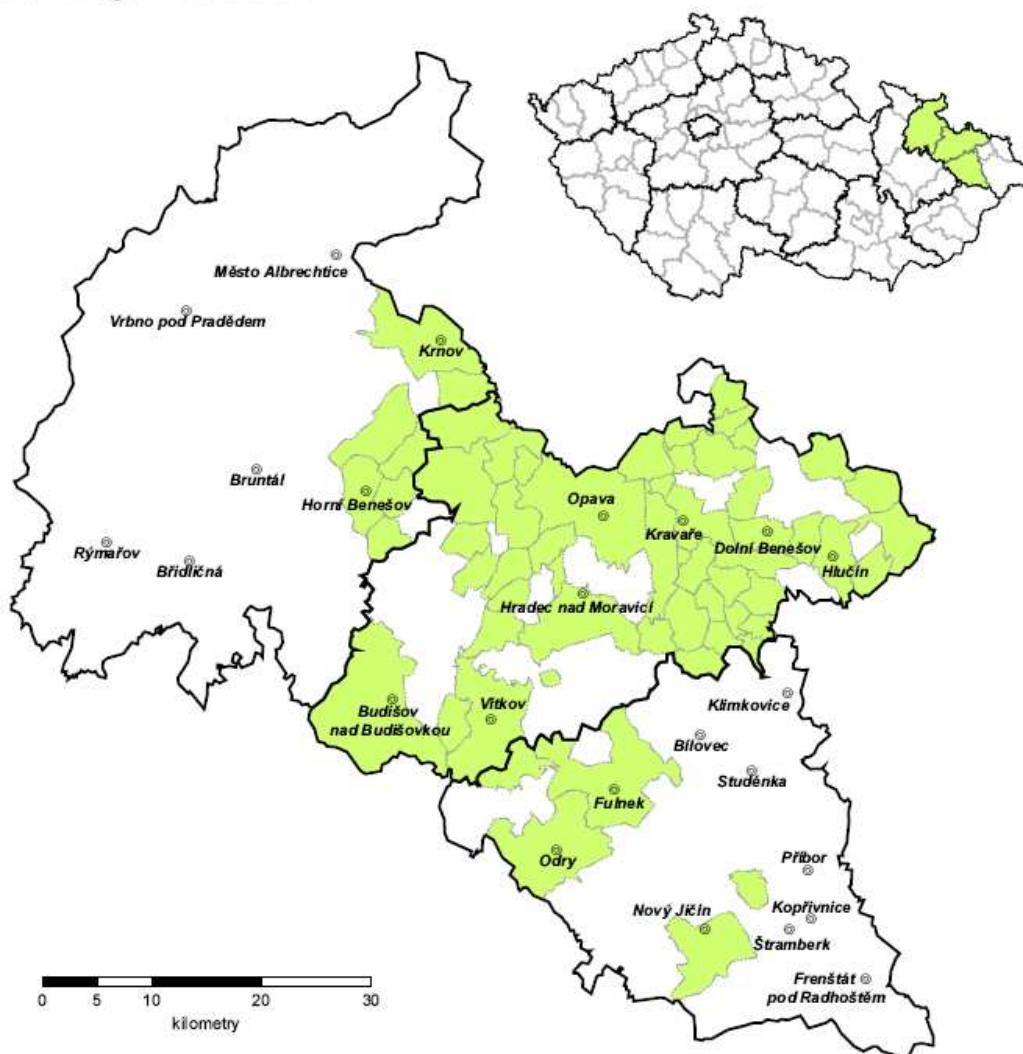 Město Albrechtice
Vrbno pod Pradědem
Krnov
Bruntál
Horní Benešov
Opava
Kravaře
Dolní Benešov
Hlučín
Rýmařov
Břidličná
Hradec nad Moravicí
Budišov
nad Budišovkou
Vítkov
Klimkovice
Bílovec
Studénka
Fulnek
Odry
Příbor
Nový Jičín
Kopřivnice
Štramberk
Frenštát
pod Radhoštěm
0 5 10 20 30
kilometry